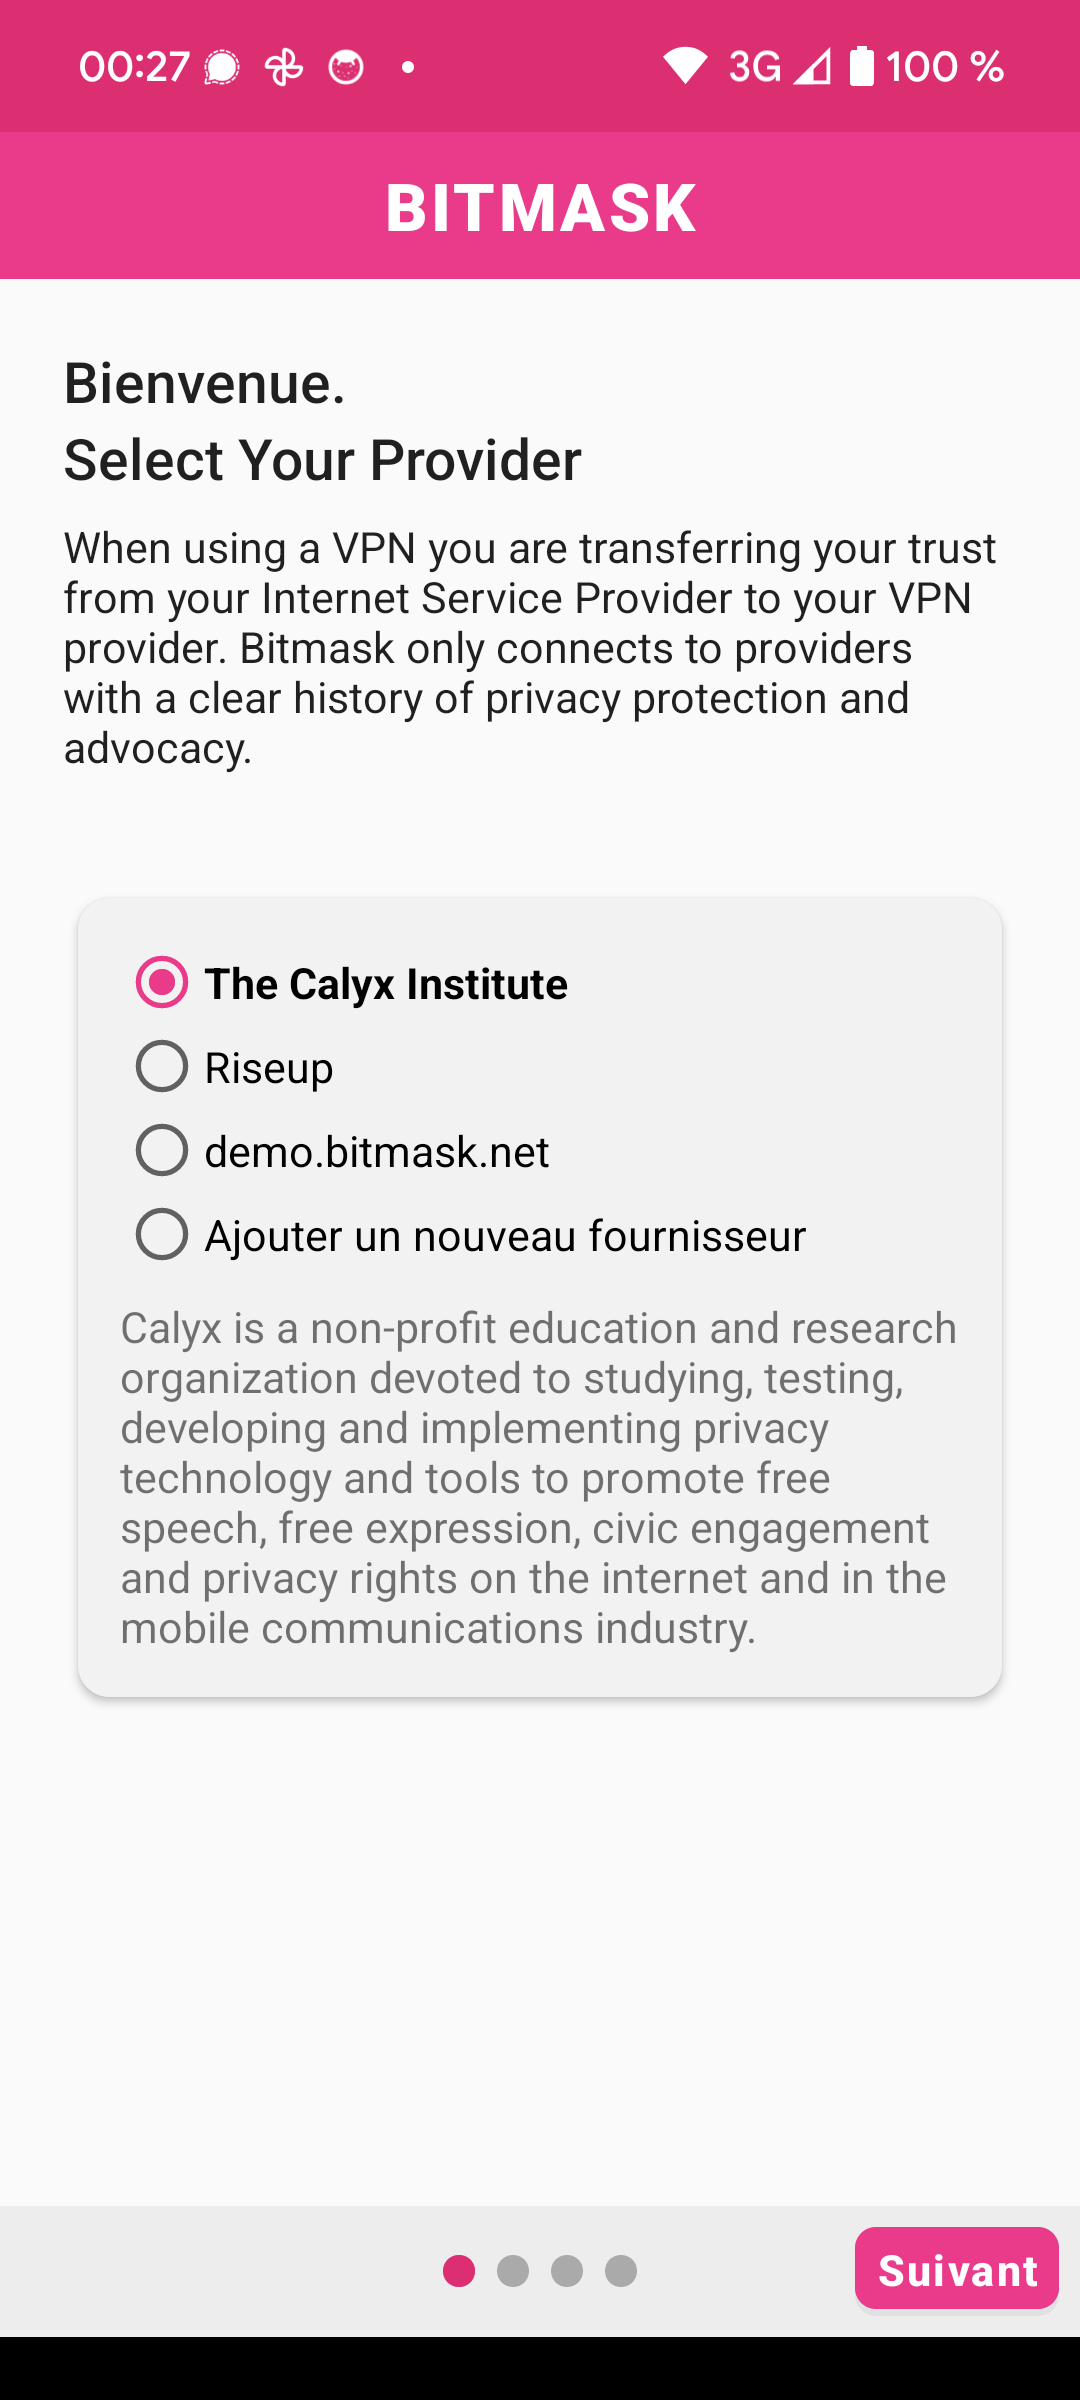 00:27 3G 100 %
BITMASK
Bienvenue.
Select Your Provider
When using a VPN you are transferring your trust
from your Internet Service Provider to your VPN
provider. Bitmask only connects to providers
with a clear history of privacy protection and
advocacy.
The Calyx Institute
Riseup
demo.bitmask.net
Ajouter un nouveau fournisseur
Calyx is a non-profit education and research
organization devoted to studying, testing,
developing and implementing privacy
technology and tools to promote free
speech, free expression, civic engagement
and privacy rights on the internet and in the
mobile communications industry.
Suivant